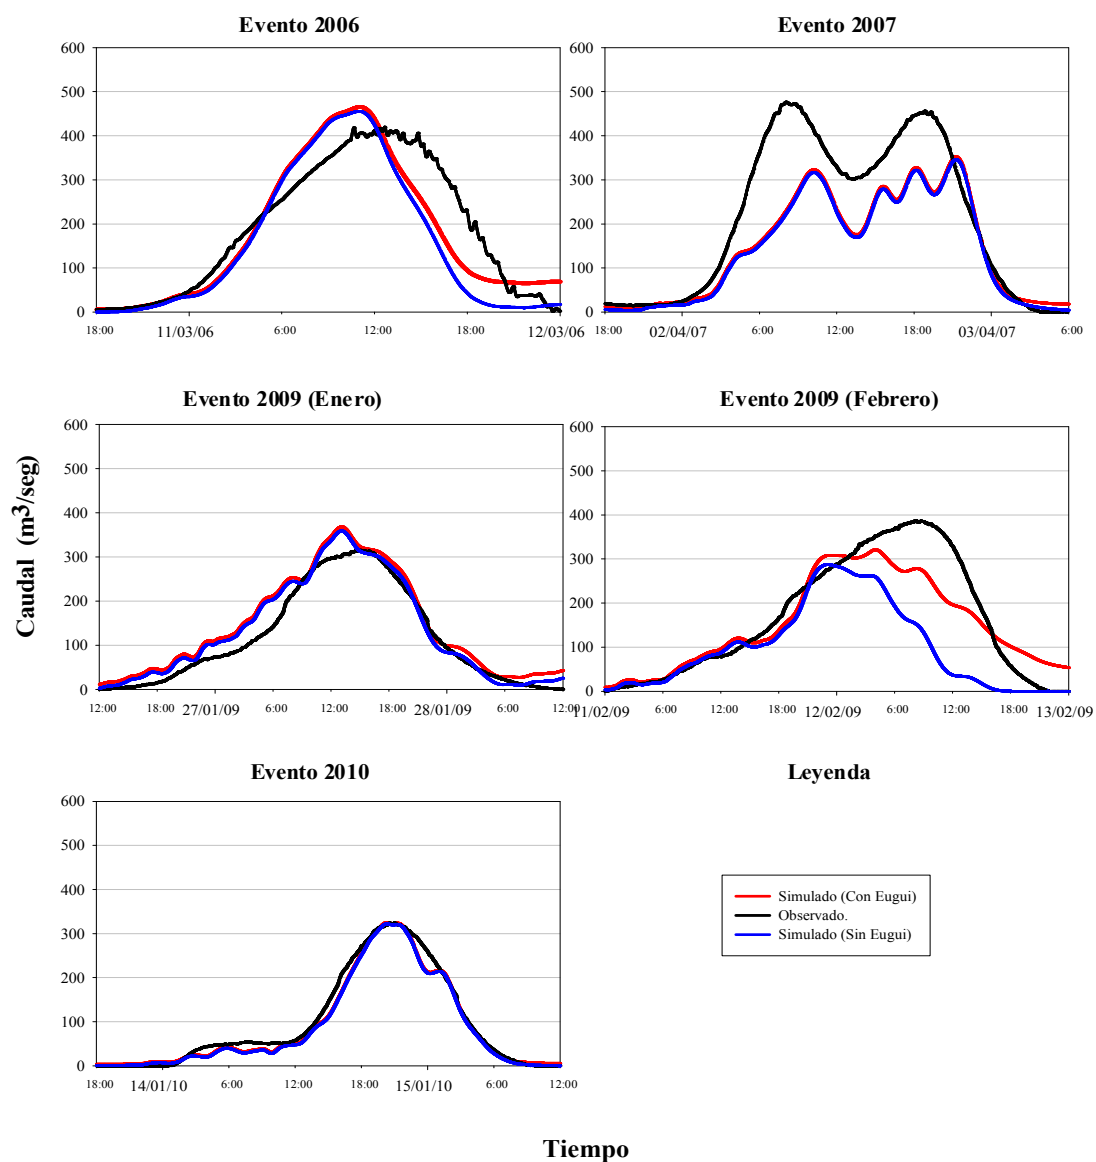 Evento 2006
600
500
400
300
200
100
0
18:00 11/03/06 6:00 12:00 18:00 12/03/06
Evento 2007
600
500
400
300
200
100
0
18:00 02/04/07 6:00 12:00 18:00 03/04/07 6:00
Caudal (m3/seg)
Evento 2009 (Enero)
600
500
400
300
200
100
0
12:00 18:00 27/01/09 6:00 12:00 18:00 28/01/09 6:00 12:00
Evento 2009 (Febrero)
600
500
400
300
200
100
0
11/02/09 6:00 12:00 18:00 12/02/09 6:00 12:00 18:00 13/02/09
Evento 2010
600
500
400
300
200
100
0
18:00 14/01/10 6:00 12:00 18:00 15/01/10 6:00 12:00
Leyenda
Simulado (Con Eugui)
Observado.
Simulado (Sin Eugui)
Tiempo